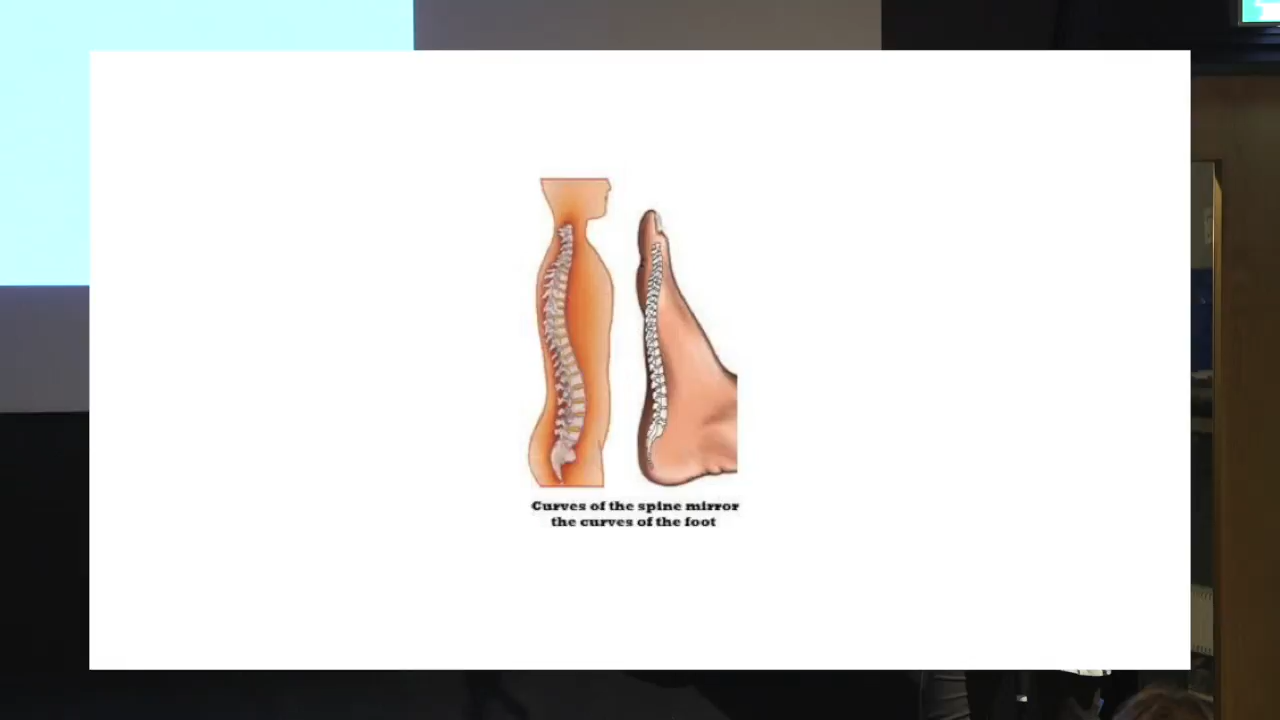 Curves of the spine mirror
the curves of the foot